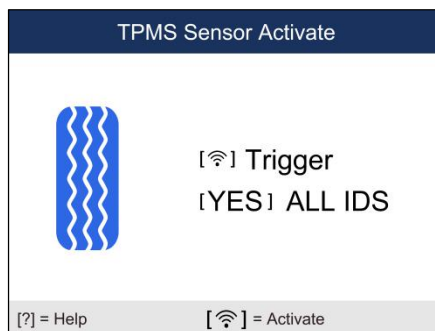 TPMS Sensor Activate
[] Trigger
[YES] ALL IDS
[?] = Help
[] = Activate